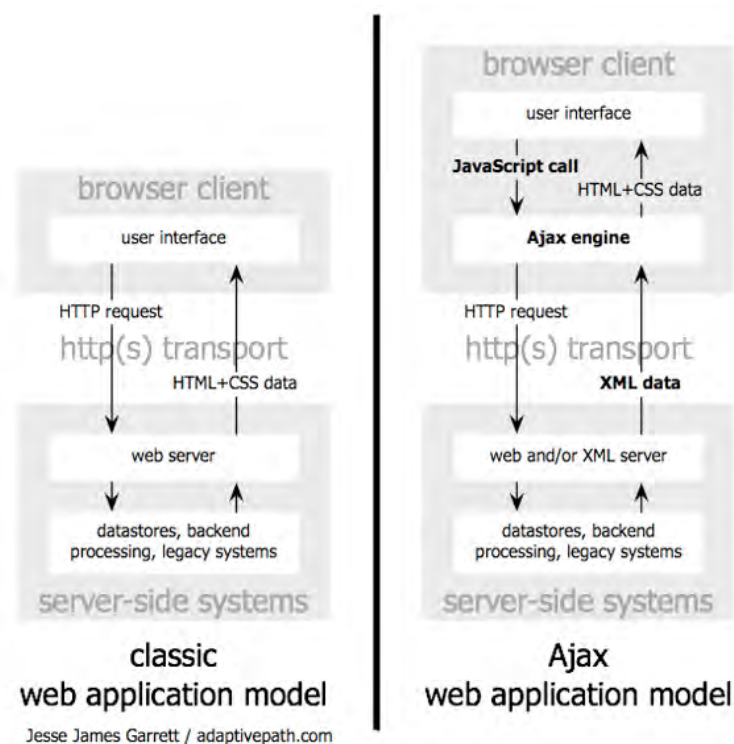 browser client
user interface
HTTP request
http(s) transport
HTML+CSS data
web server
datastores, backend
processing, legacy systems
server-side systems
classic
web application model
Jesse James Garrett / adaptivepath.com
browser client
user interface
JavaScript call
HTML+CSS data
Ajax engine
HTTP request
http(s) transport
XML data
web and/or XML server
datastores, backend
processing, legacy systems
server-side systems
Ajax
web application model